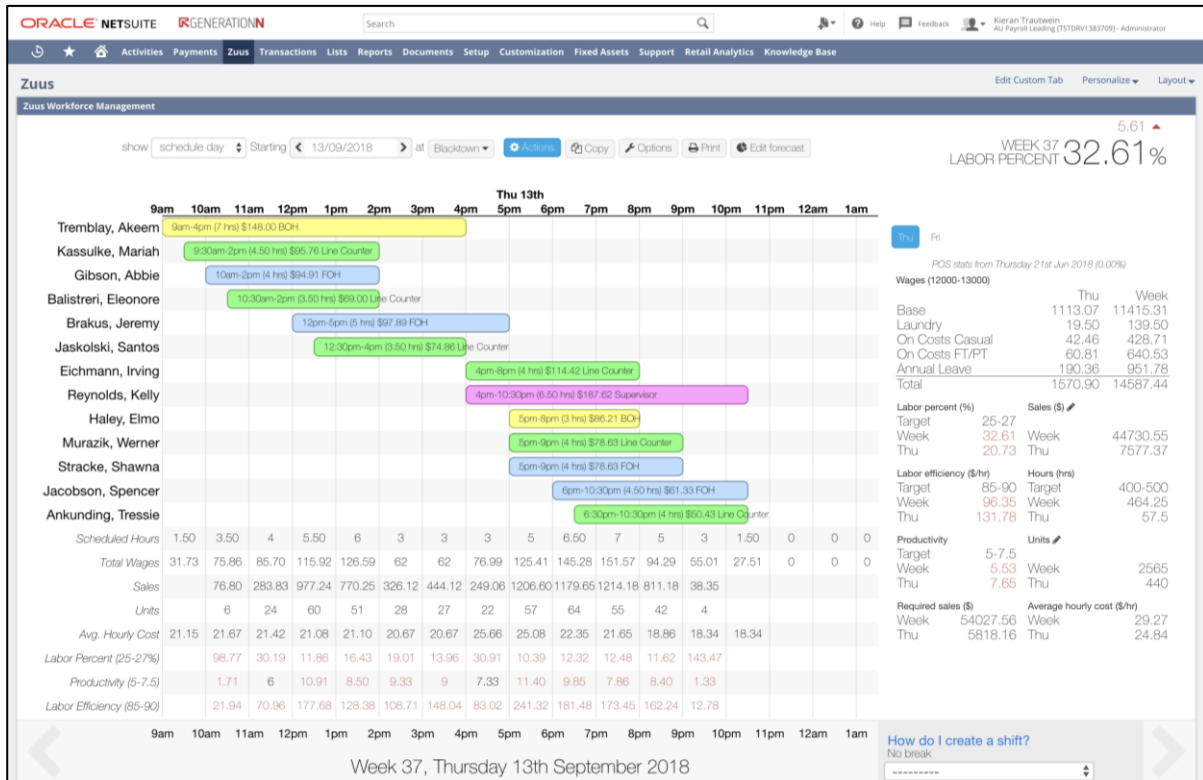 ORACLE NETSUITE GENERATIONN Search Help Feedback Kieran Trautwein
AU Payroll Leading [TSTDRV1383709] - Administrator
Activities Payments Zuus Transactions Lists Reports Documents Setup Customization Fixed Assets Support Retail Analytics Knowledge Base
Zuus Edit Custom Tab Personalize Layout
Zuus Workforce Management
show schedule day Starting 13/09/2018 at Blacktown Actions Copy Options Print Edit forecast
5.61
WEEK 37
LABOR PERCENT 32.61%
Thu 13th
9am 10am 11am 12pm 1pm 2pm 3pm 4pm 5pm 6pm 7pm 8pm 9pm 10pm 11pm 12am 1am
Tremblay, Akeem 9am-4pm (7 hrs) $148.00 BOH
Kassulke, Mariah 9:30am-2pm (4.50 hrs) $95.76 Line Counter
Gibson, Abbie 10am-2pm (4 hrs) $94.91 FOH
Balistreri, Eleonore 10:30am-2pm (3.50 hrs) $69.00 Line Counter
Brakus, Jeremy 12pm-5pm (5 hrs) $97.89 FOH
Jaskolski, Santos 12:30pm-4pm (3.50 hrs) $74.86 Line Counter
Eichmann, Irving 4pm-8pm (4 hrs) $114.42 Line Counter
Reynolds, Kelly 4pm-10:30pm (6.50 hrs) $187.62 Supervisor
Haley, Elmo 5pm-8pm (3 hrs) $86.21 BOH
Murazik, Werner 5pm-9pm (4 hrs) $78.63 Line Counter
Stracke, Shawna 5pm-9pm (4 hrs) $78.63 FOH
Jacobson, Spencer 6pm-10:30pm (4.50 hrs) $61.33 FOH
Ankunding, Tressie 6:30pm-10:30pm (4 hrs) $50.43 Line Counter
Scheduled Hours 1.50 3.50 4 5.50 6 3 3 3 5 6.50 7 5 3 1.50 0 0 0
Total Wages 31.73 75.86 85.70 115.92 126.59 62 62 76.99 125.41 145.28 151.57 94.29 55.01 27.51 0 0 0
Sales 76.80 283.83 977.24 770.25 326.12 444.12 249.06 1206.60 1179.65 1214.18 811.18 38.35
Units 6 24 60 51 28 27 22 57 64 55 42 4
Avg. Hourly Cost 21.15 21.67 21.42 21.08 21.10 20.67 20.67 25.66 25.08 22.35 21.65 18.86 18.34 18.34
Labor Percent (25-27%) 98.77 30.19 11.86 16.43 19.01 13.96 30.91 10.39 12.32 12.48 11.62 143.47
Productivity (5-7.5) 1.71 6 10.91 8.50 9.33 9 7.33 11.40 9.85 7.86 8.40 1.33
Labor Efficiency (85-90) 21.94 70.96 177.68 128.38 108.71 148.04 83.02 241.32 181.48 173.45 162.24 12.78
9am 10am 11am 12pm 1pm 2pm 3pm 4pm 5pm 6pm 7pm 8pm 9pm 10pm 11pm 12am 1am
Week 37, Thursday 13th September 2018
Thu Fri
POS stats from Thursday 21st Jun 2018 (0.00%)
Wages (12000-13000)
Thu Week
Base 1113.07 11415.31
Laundry 19.50 139.50
On Costs Casual 42.46 428.71
On Costs FT/PT 60.81 640.53
Annual Leave 190.36 951.78
Total 1570.90 14587.44
Labor percent (%) Sales ($)
Target 25-27
Week 32.61 Week 44730.55
Thu 20.73 Thu 7577.37
Labor efficiency ($/hr) Hours (hrs)
Target 85-90 Target 400-500
Week 96.35 Week 464.25
Thu 131.78 Thu 57.5
Productivity Units
Target 5-7.5
Week 5.53 Week 2565
Thu 7.65 Thu 440
Required sales ($) Average hourly cost ($/hr)
Week 54027.56 Week 29.27
Thu 5818.16 Thu 24.84
How do I create a shift?
No break
---------